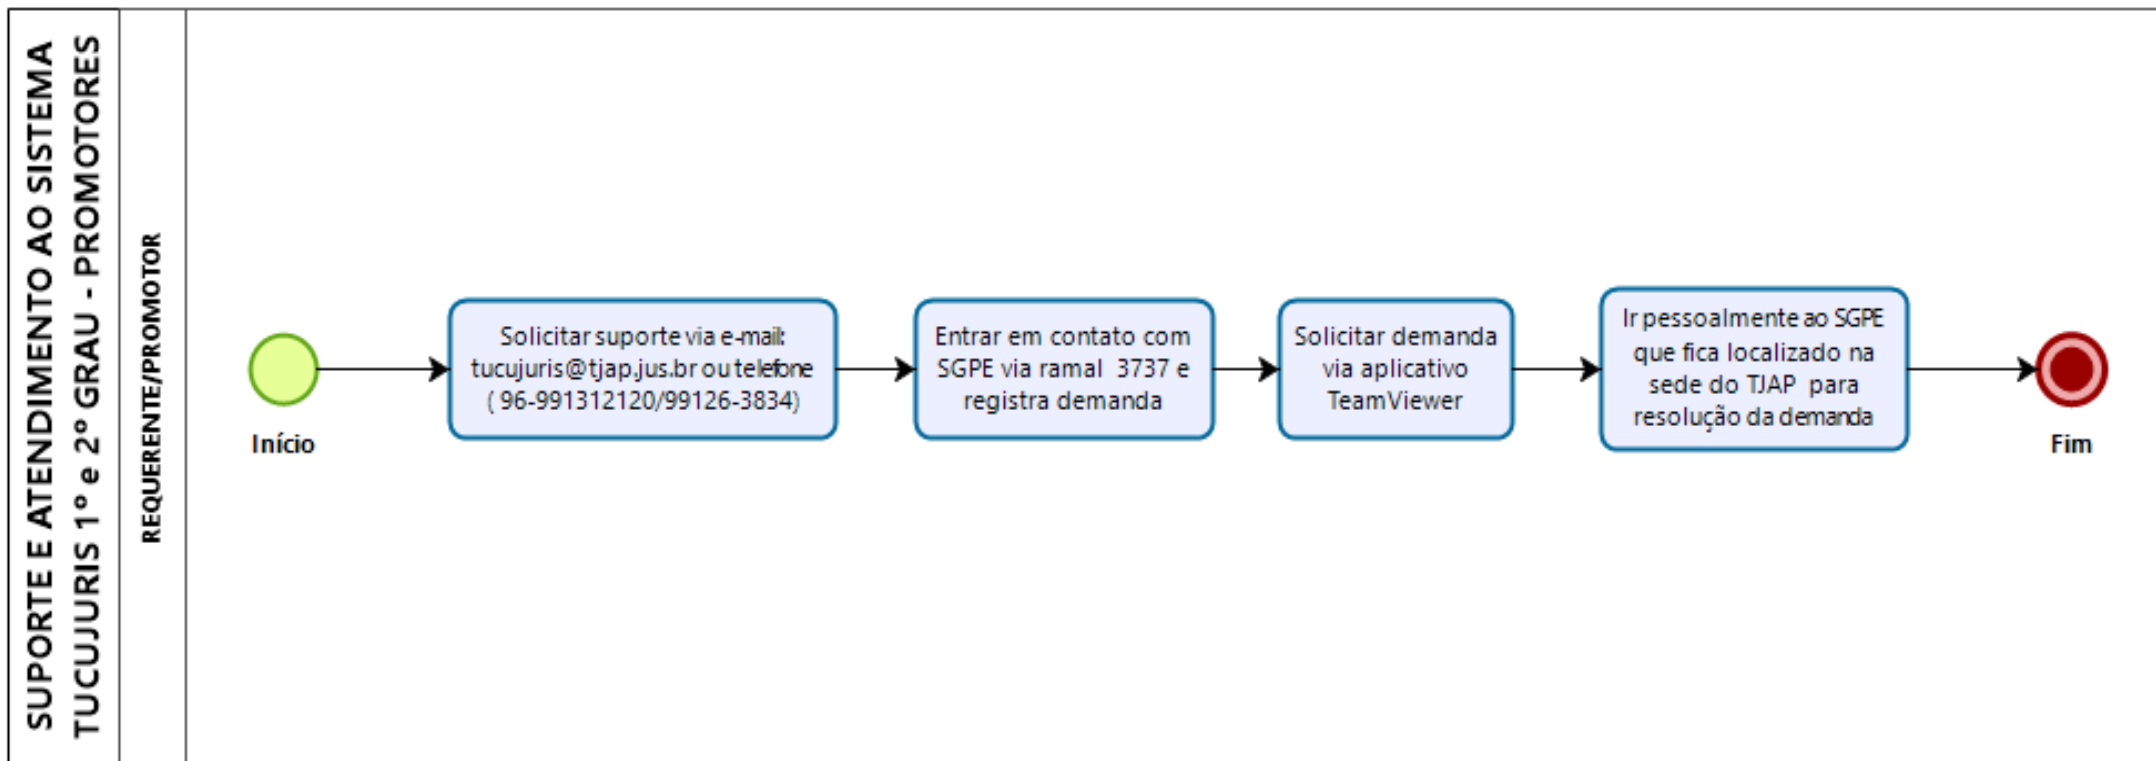 SUPORTE E ATENDIMENTO AO SISTEMA
TUCUJURIS 1º e 2º GRAU - PROMOTORES
REQUERENTE/PROMOTOR
Início
Solicitar suporte via e-mail:
tucujuris@tjap.jus.br ou telefone
( 96-991312120/99126-3834)
Entrar em contato com
SGPE via ramal 3737 e
registra demanda
Solicitar demanda
via aplicativo
TeamViewer
Ir pessoalmente ao SGPE
que fica localizado na
sede do TJAP para
resolução da demanda
Fim